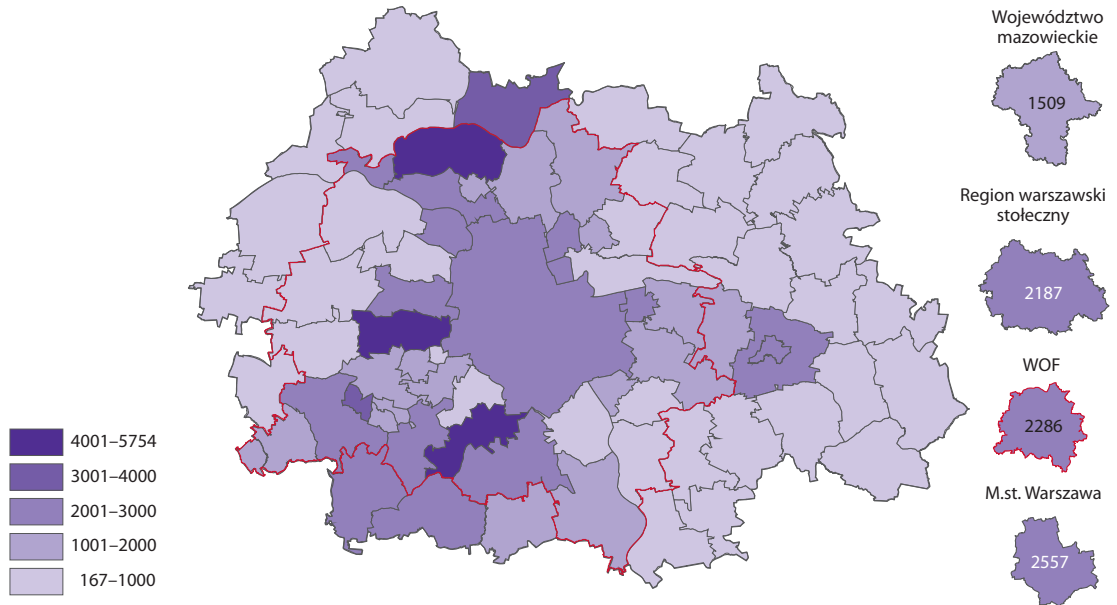 Województwo
mazowieckie
1509
Region warszawski
stołeczny
2187
WOF
2286
M.st. Warszawa
2557
4001–5754
3001–4000
2001–3000
1001–2000
167–1000